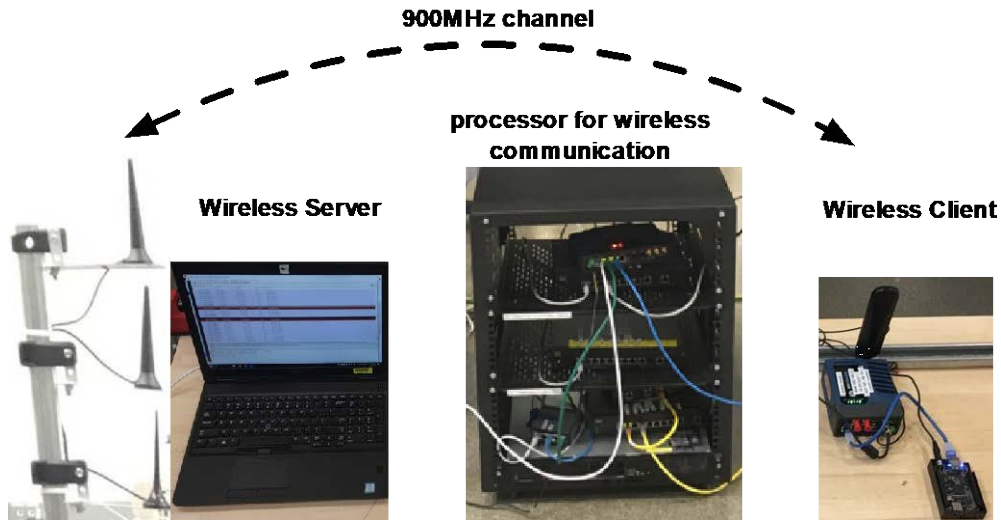 900MHz channel
processor for wireless
communication
Wireless Server
Wireless Client